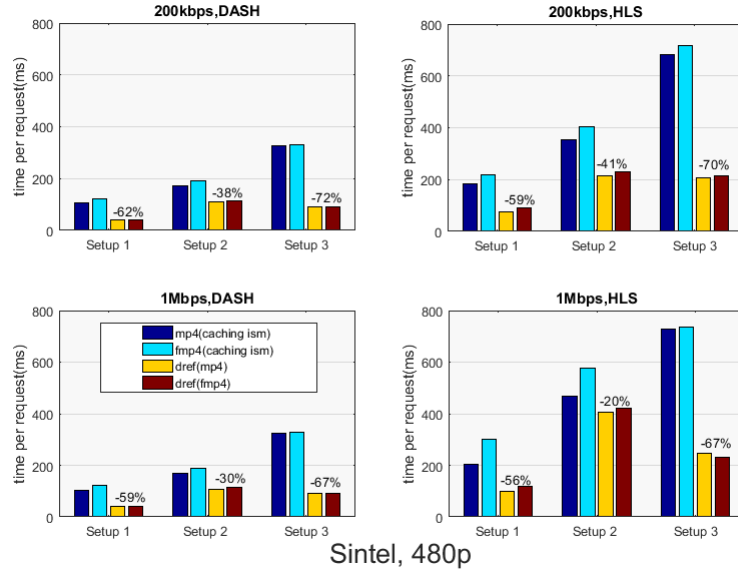 200kbps,DASH
time per request(ms)
800
600
400
200
0
-62%
-38%
-72%
Setup 1
Setup 2
Setup 3
200kbps,HLS
time per request(ms)
800
600
400
200
0
-59%
-41%
-70%
Setup 1
Setup 2
Setup 3
1Mbps,DASH
time per request(ms)
800
600
400
200
0
mp4(caching ism)
fmp4(caching ism)
dref(mp4)
dref(fmp4)
-59%
-30%
-67%
Setup 1
Setup 2
Setup 3
1Mbps,HLS
time per request(ms)
800
600
400
200
0
-56%
-20%
-67%
Setup 1
Setup 2
Setup 3
Sintel, 480p